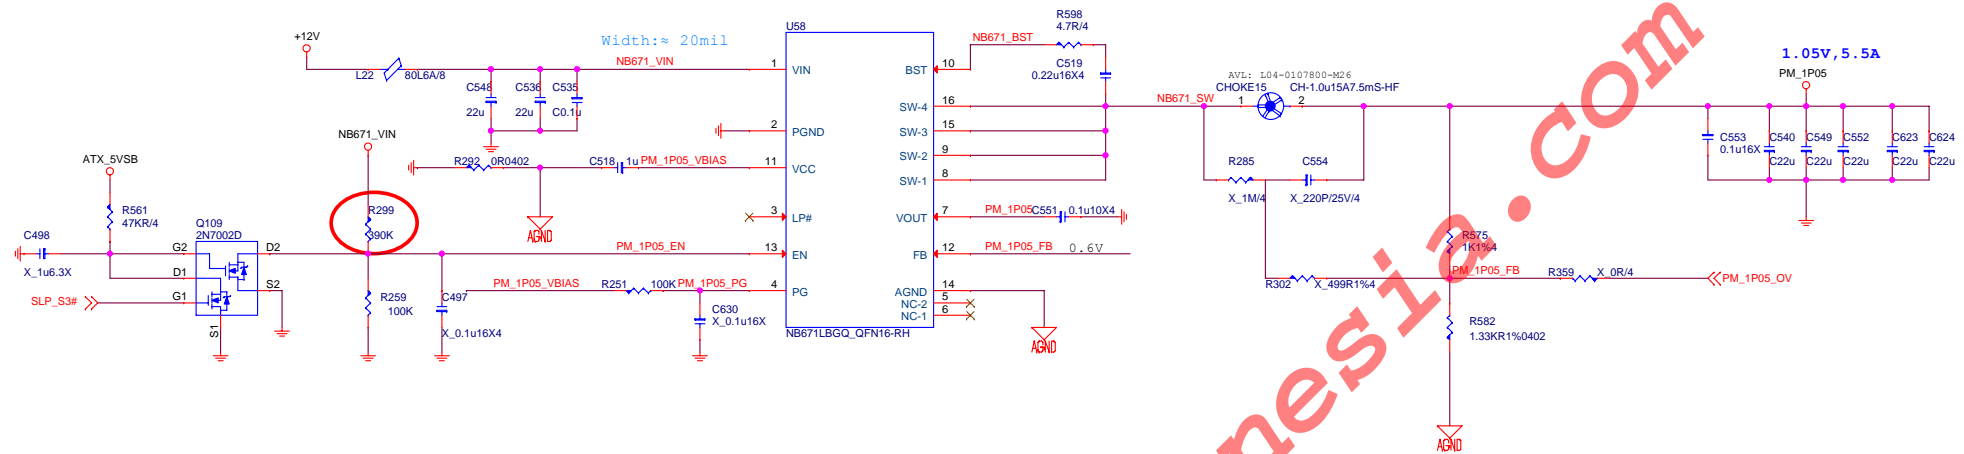 +12V
L22
80L6A/8
Width:≈ 20mil
NB671_VIN
C548
22u
C536
22u
C535
C0.1u
NB671_VIN
R299
390K
ATX_5VSB
R561
47KR/4
Q109
2N7002D
C498
X_1u6.3X
G2
D2
D1
G1
S2
S1
SLP_S3#
R259
100K
C497
X_0.1u16X4
R292
0R0402
C518
1u
PM_1P05_VBIAS
AGND
PM_1P05_EN
PM_1P05_VBIAS
R251
100K
PM_1P05_PG
C630
X_0.1u16X
U58
1
VIN
2
PGND
11
VCC
3
LP#
13
EN
4
PG
BST
10
SW-4
16
SW-3
15
SW-2
9
SW-1
8
VOUT
7
FB
12
AGND
14
NC-2
5
NC-1
6
NB671LBGQ_QFN16-RH
NB671_BST
R598
4.7R/4
C519
0.22u16X4
NB671_SW
AVL: L04-0107800-M26
CHOKE15
CH-1.0u15A7.5mS-HF
1
2
R285
X_1M/4
C554
X_220P/25V/4
PM_1P05
C551
0.1u10X4
PM_1P05_FB
0.6V
AGND
R302
X_499R1%4
R575
1K1%4
PM_1P05_FB
R359
X_0R/4
PM_1P05_OV
R582
1.33KR1%0402
AGND
1.05V,5.5A
PM_1P05
C553
0.1u16X
C540
C22u
C549
C22u
C552
C22u
C623
C22u
C624
C22u
nesia.com